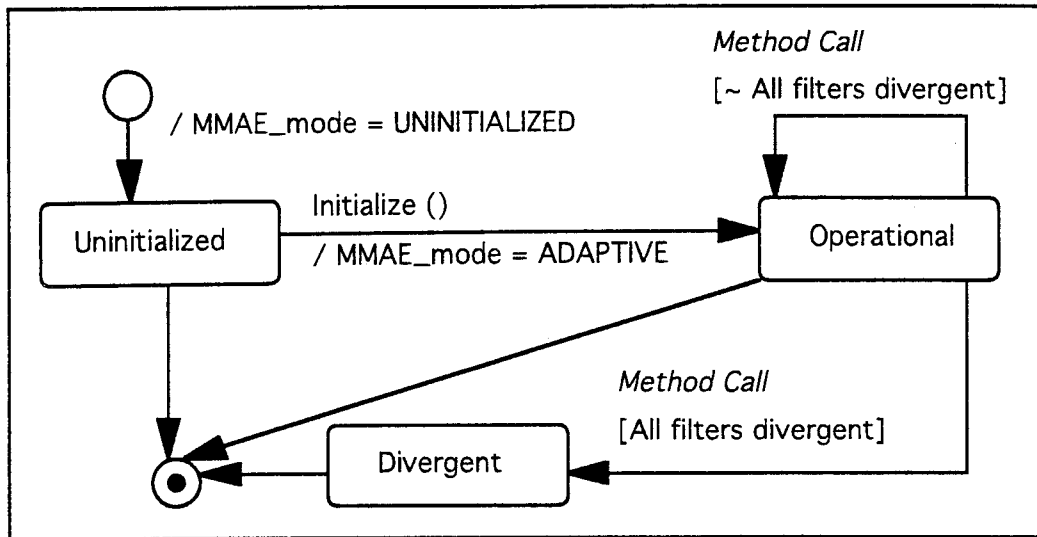 Method Call
[~ All filters divergent]
/ MMAE_mode = UNINITIALIZED
Uninitialized
Initialize ()
/ MMAE_mode = ADAPTIVE
Operational
Method Call
[All filters divergent]
Divergent